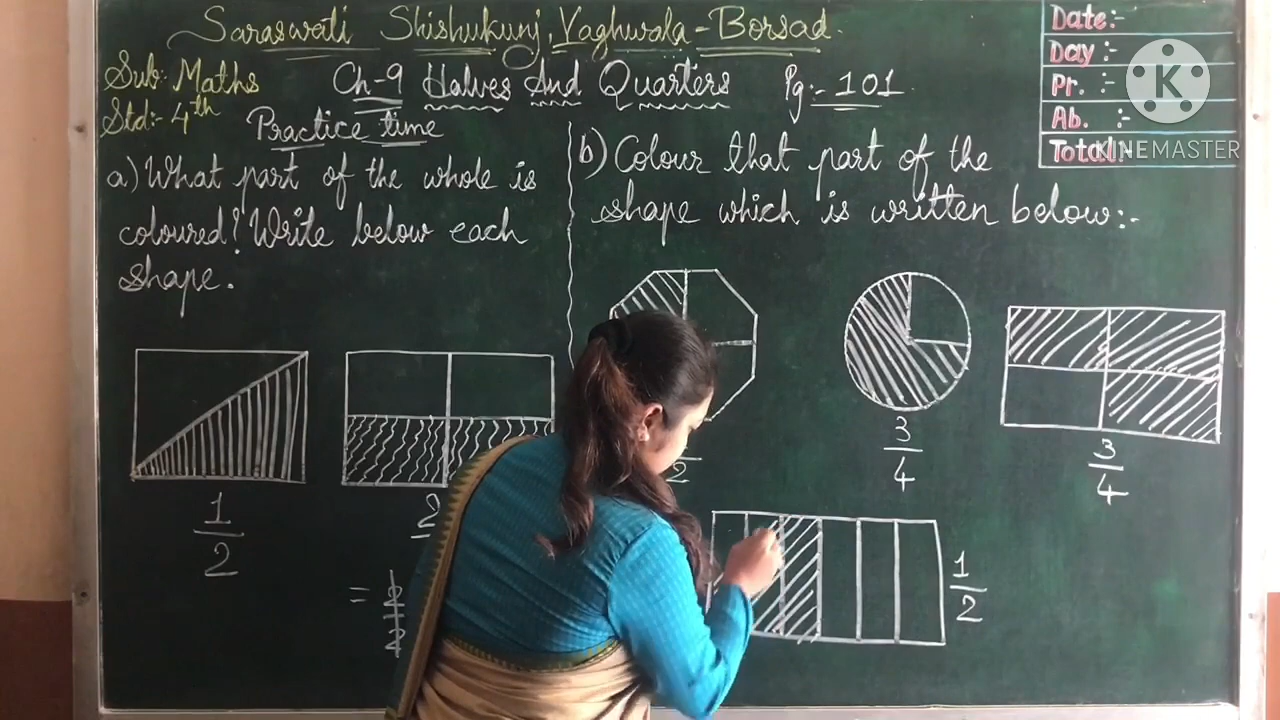 Saraswati Shishukunj, Vaghwala-Borsad.
Sub: Maths
Ch-9 Halves And Quarters
Pg:- 101.
Std:- 4th
Practice time
a) What part of the whole is
coloured? Write below each
shape.
1/2
2
=
b) Colour that part of the
shape which is written below:-
2
3/4
3/4
1/2
Date:-
Day :-
Pr. :-
Ab. :-
Total:-
K
KINEMASTER